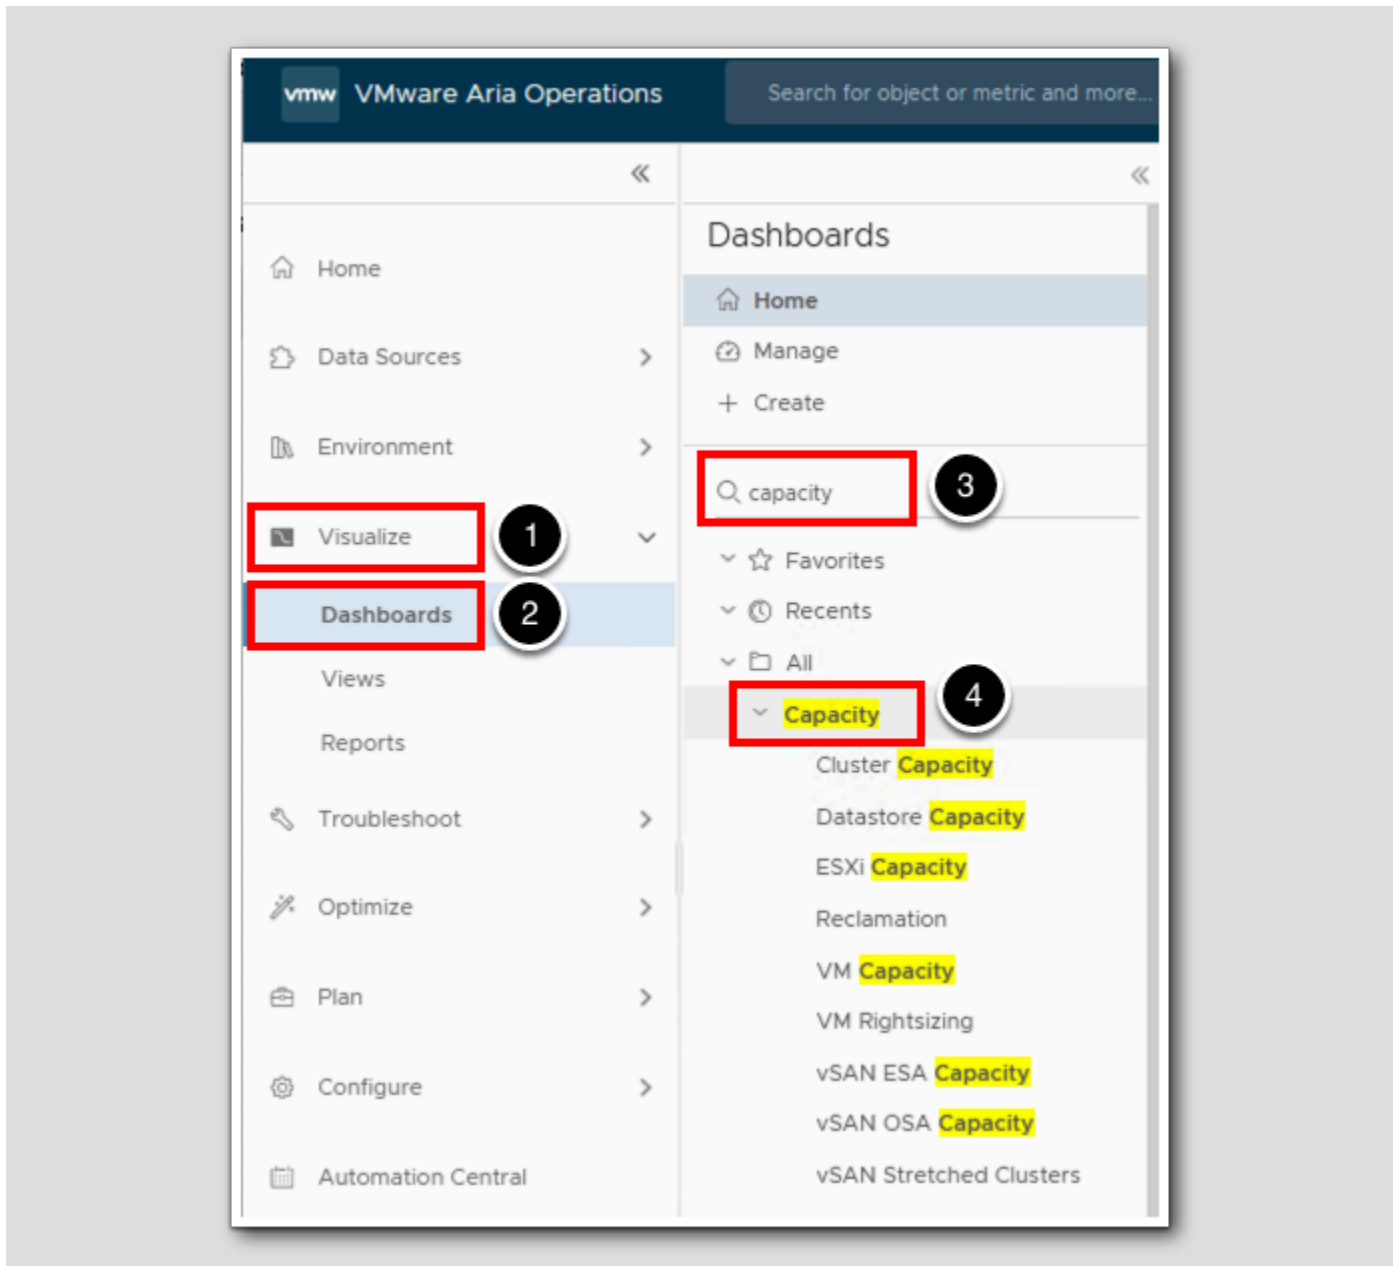 vmw VMware Aria Operations
Search for object or metric and more...
Home
Data Sources
Environment
Visualize
1
Dashboards
2
Views
Reports
Troubleshoot
Optimize
Plan
Configure
Automation Central
Dashboards
Home
Manage
Create
capacity
3
Favorites
Recents
All
Capacity
4
Cluster Capacity
Datastore Capacity
ESXi Capacity
Reclamation
VM Capacity
VM Rightsizing
vSAN ESA Capacity
vSAN OSA Capacity
vSAN Stretched Clusters